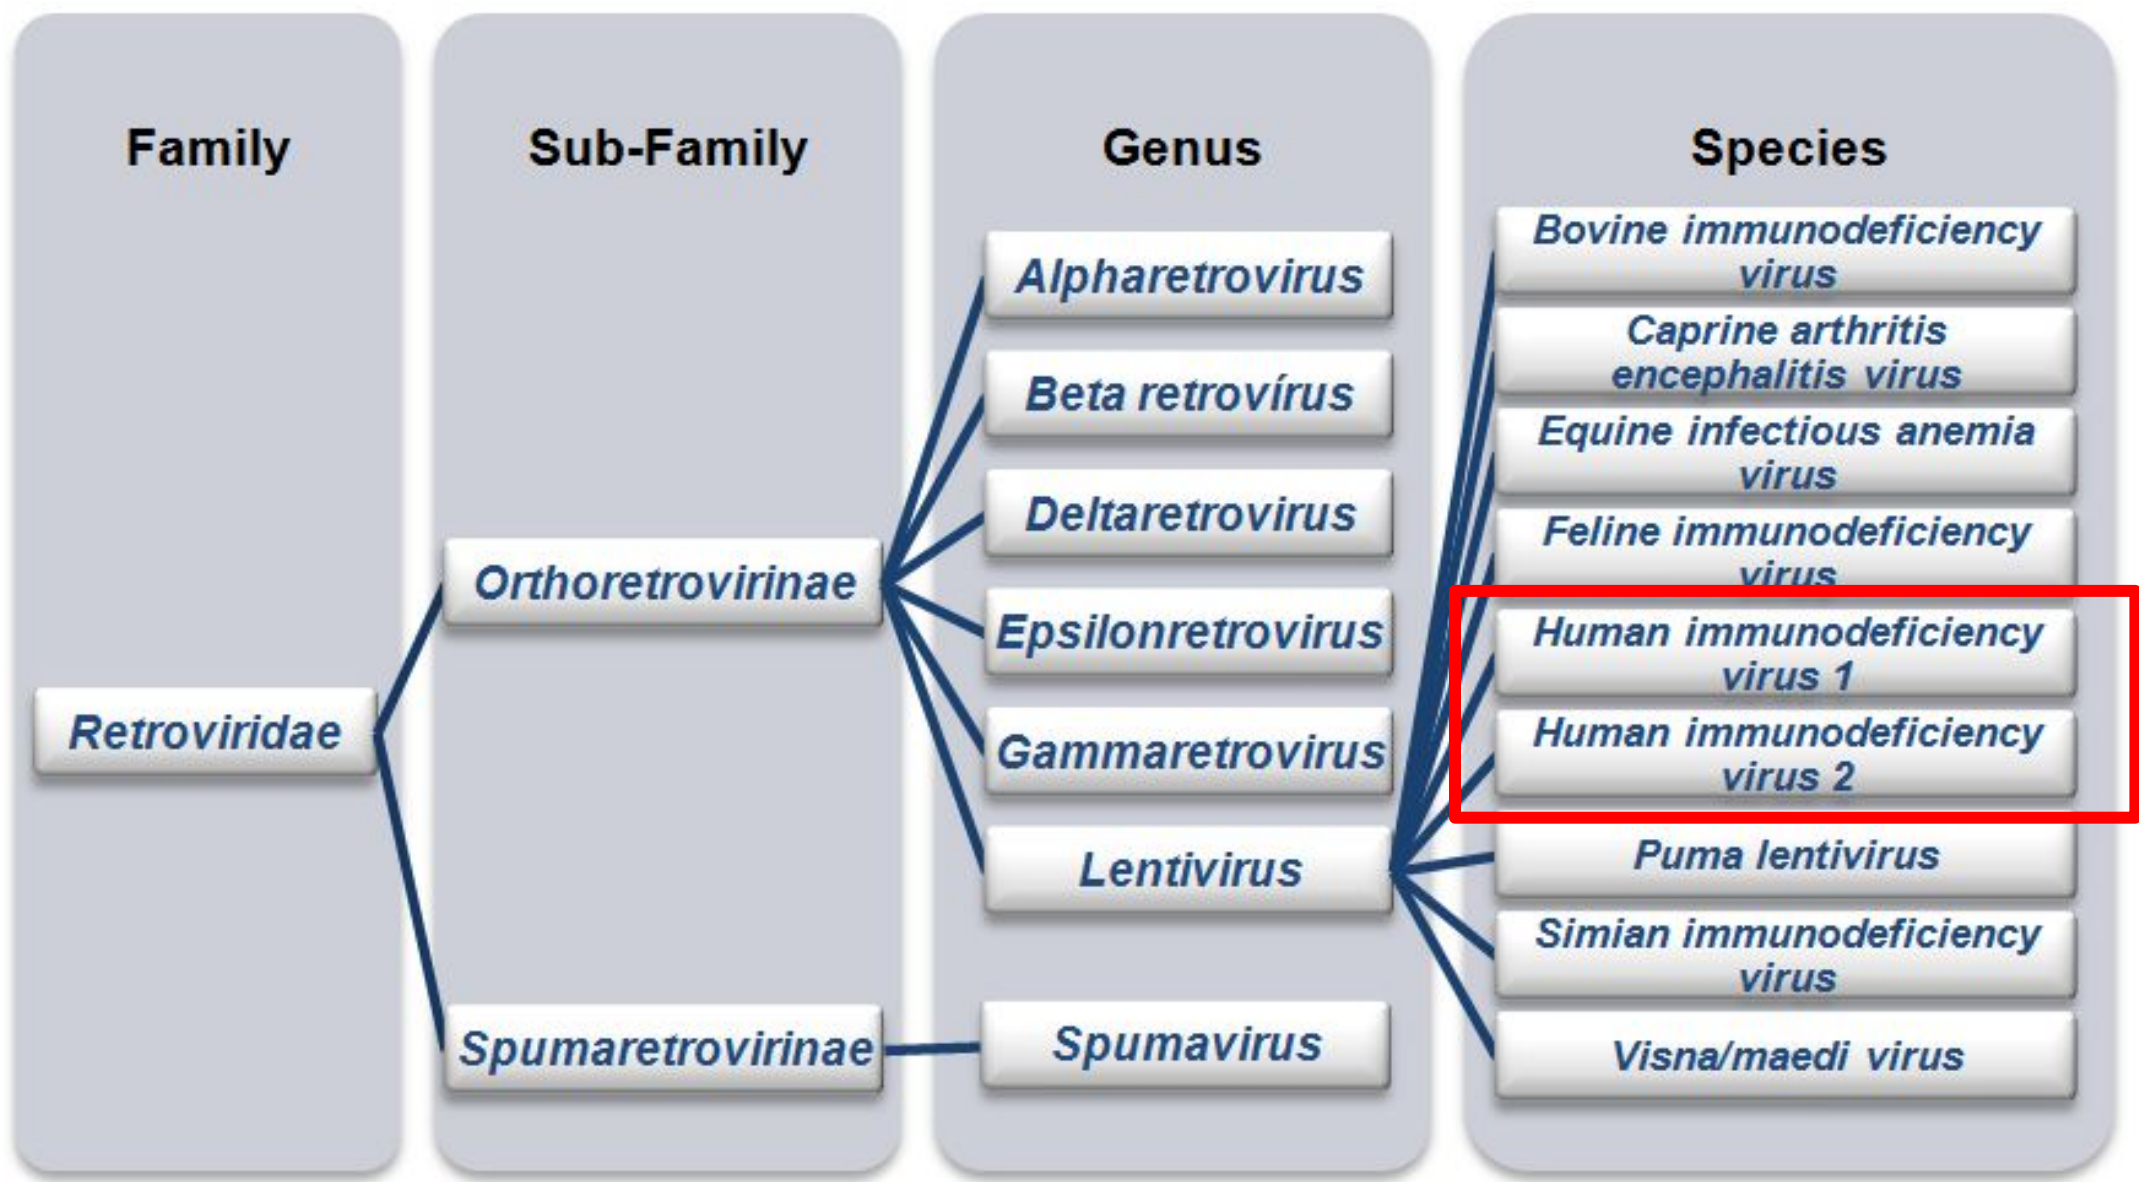 Family
Sub-Family
Genus
Species
Retroviridae
Orthoretrovirinae
Spumaretrovirinae
Alpharetrovirus
Beta retrovírus
Deltaretrovirus
Epsilonretrovirus
Gammaretrovirus
Lentivirus
Spumavirus
Bovine immunodeficiency
virus
Caprine arthritis
encephalitis virus
Equine infectious anemia
virus
Feline immunodeficiency
virus
Human immunodeficiency
virus 1
Human immunodeficiency
virus 2
Puma lentivirus
Simian immunodeficiency
virus
Visna/maedi virus